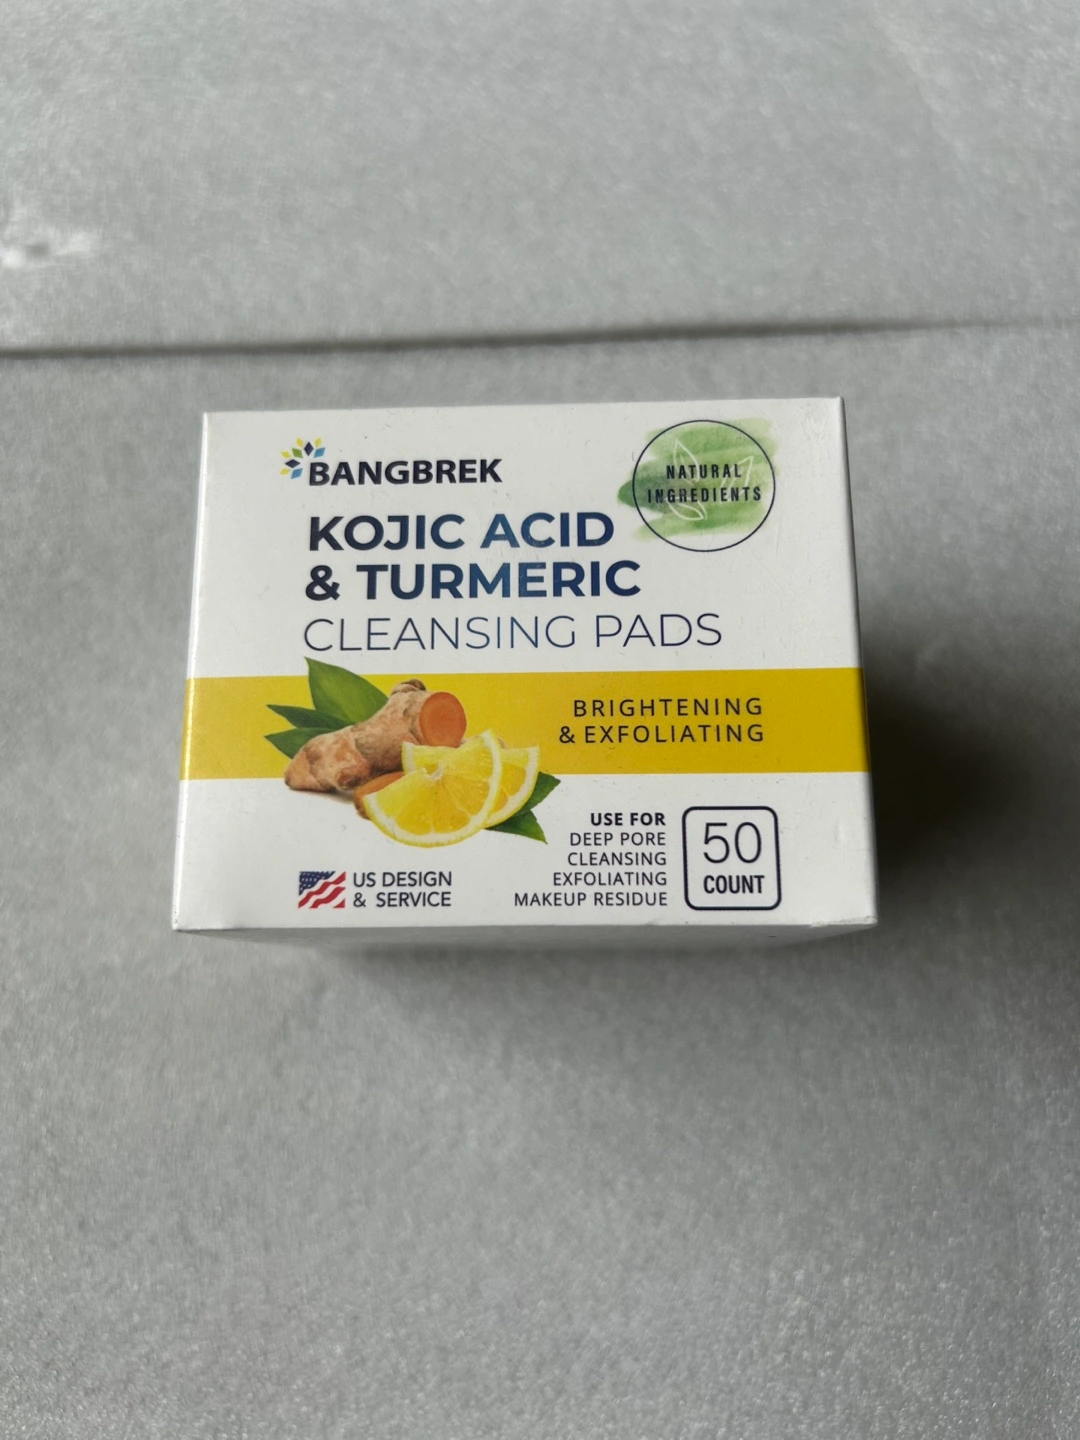 BANGBREK
NATURAL
INGREDIENTS
KOJIC ACID
& TURMERIC
CLEANSING PADS
BRIGHTENING
& EXFOLIATING
USE FOR
DEEP PORE
CLEANSING
EXFOLIATING
MAKEUP RESIDUE
50
COUNT
US DESIGN
& SERVICE